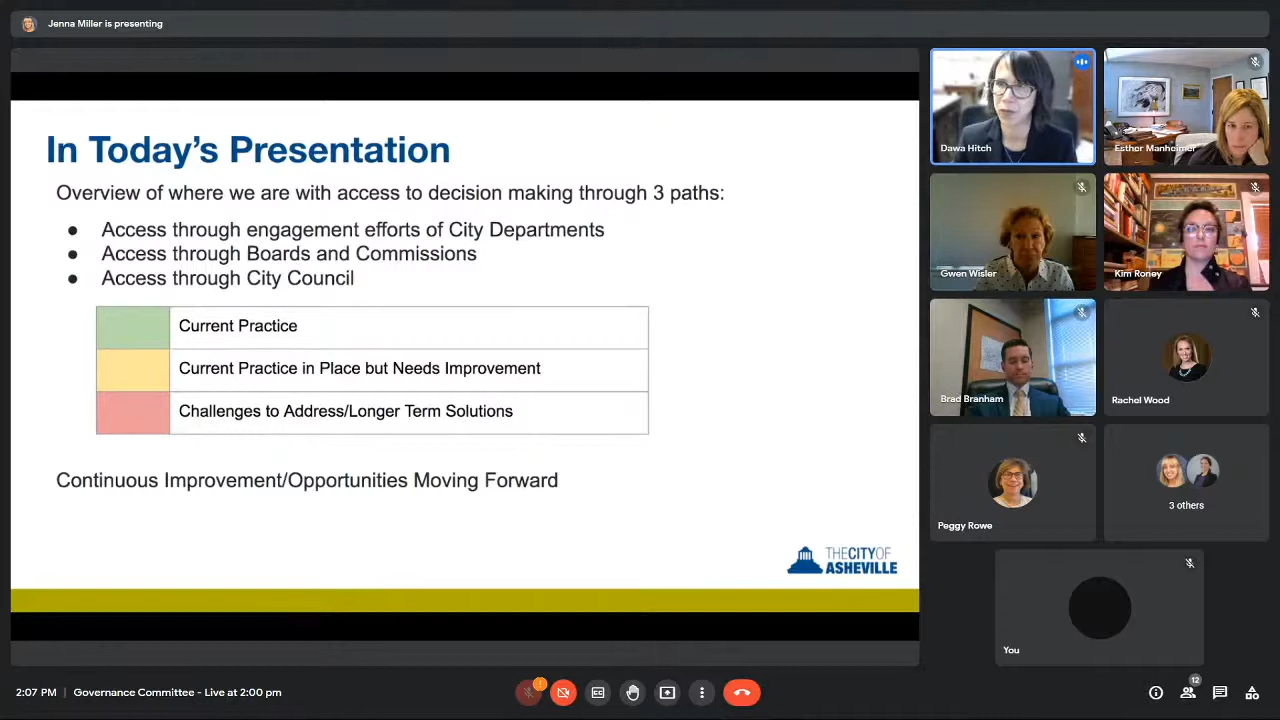 Jenna Miller is presenting
In Today's Presentation
Overview of where we are with access to decision making through 3 paths:
● Access through engagement efforts of City Departments
● Access through Boards and Commissions
● Access through City Council
Current Practice
Current Practice in Place but Needs Improvement
Challenges to Address/Longer Term Solutions
Continuous Improvement/Opportunities Moving Forward
THE CITY OF
ASHEVILLE
Dawa Hitch
Esther Manheimer
Gwen Wisler
Kim Roney
Brad Branham
Rachel Wood
Peggy Rowe
3 others
You
2:07 PM | Governance Committee - Live at 2:00 pm
12